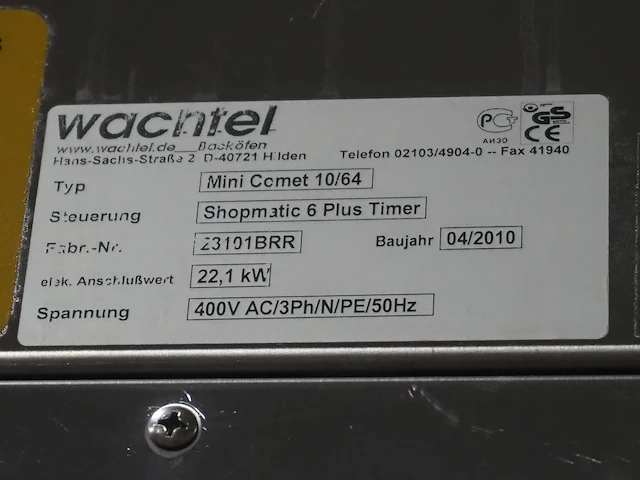 wachtel
www.wachtel.de Backöfen
Hans-Sachs-Straße 2 D-40721 Hilden
Telefon 02103/4904-0 -- Fax 41940
PC
АИ30
GS
CE
Typ Mini Comet 10/64
Steuerung Shopmatic 6 Plus Timer
Fabr.-Nr. 23101BRR Baujahr 04/2010
elek. Anschlußwert 22,1 kW
Spannung 400V AC/3Ph/N/PE/50Hz